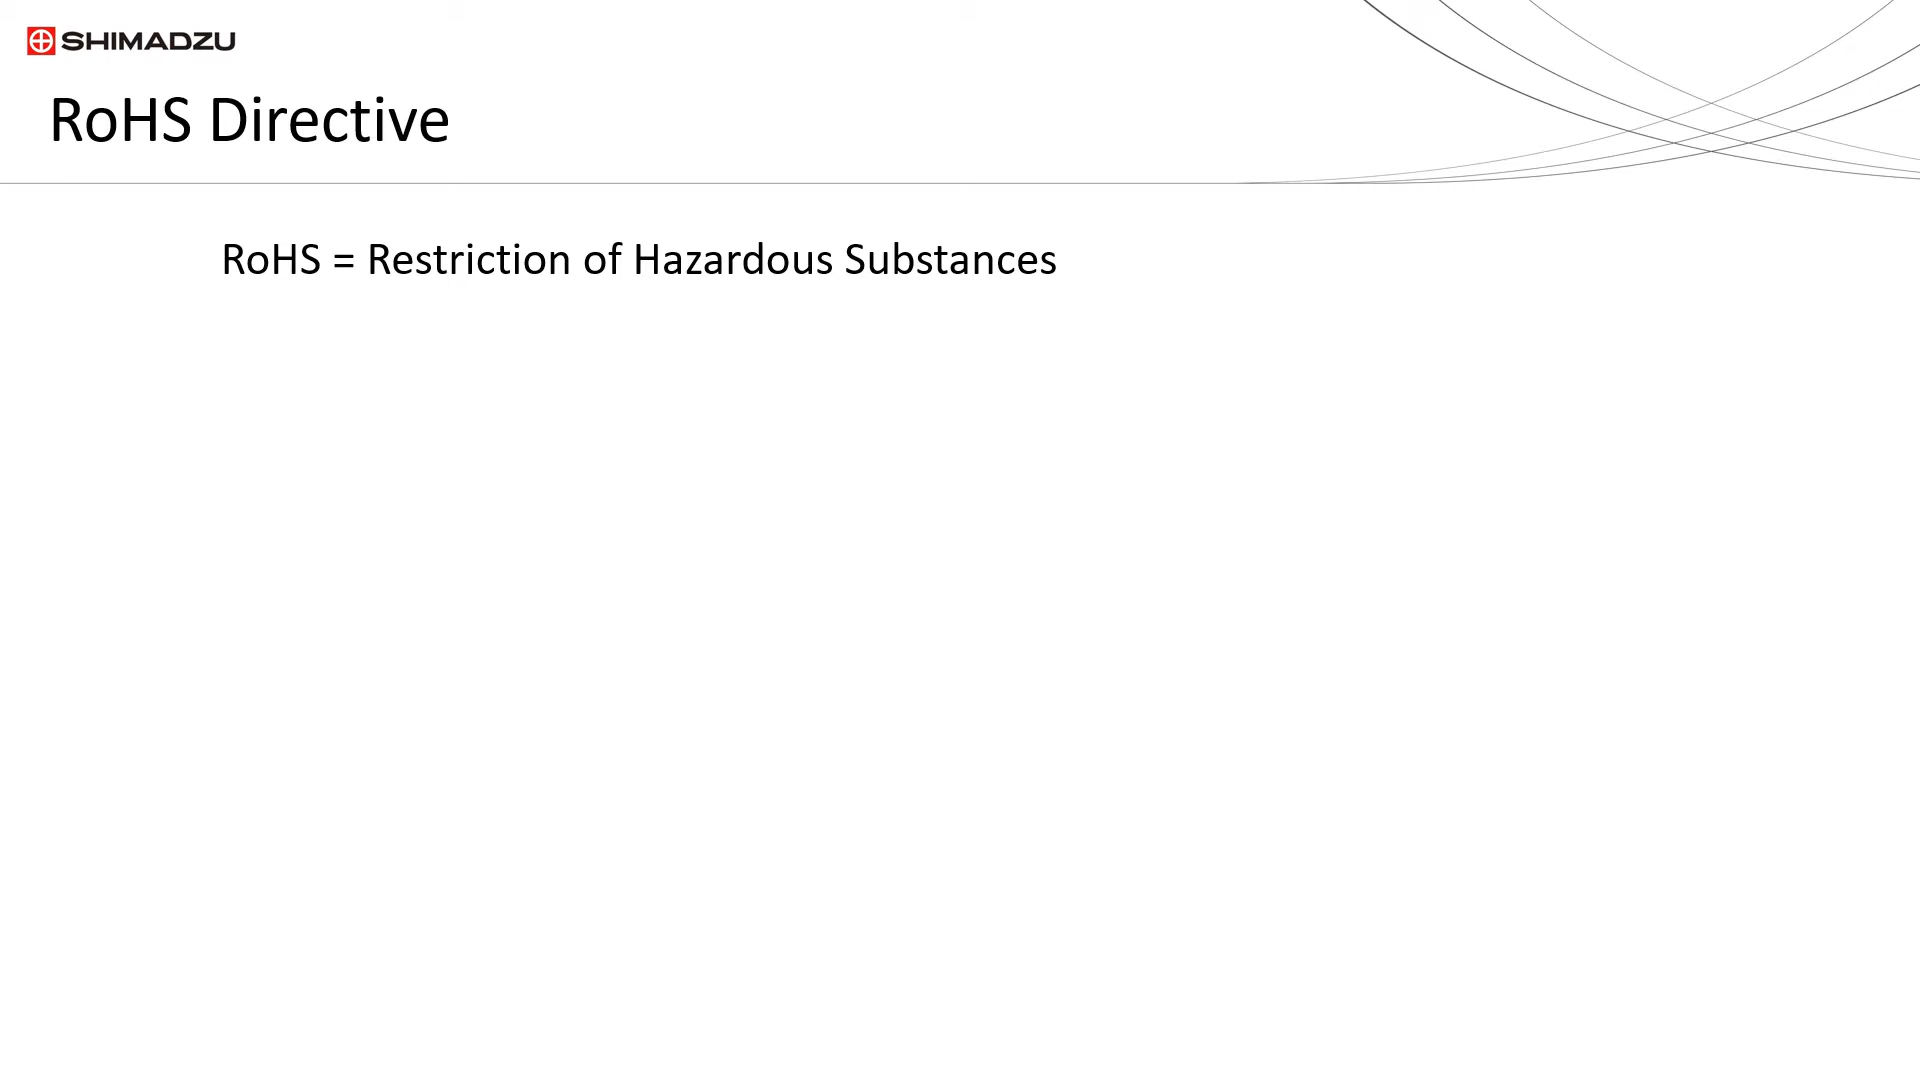 SHIMADZU
RoHS Directive
RoHS = Restriction of Hazardous Substances